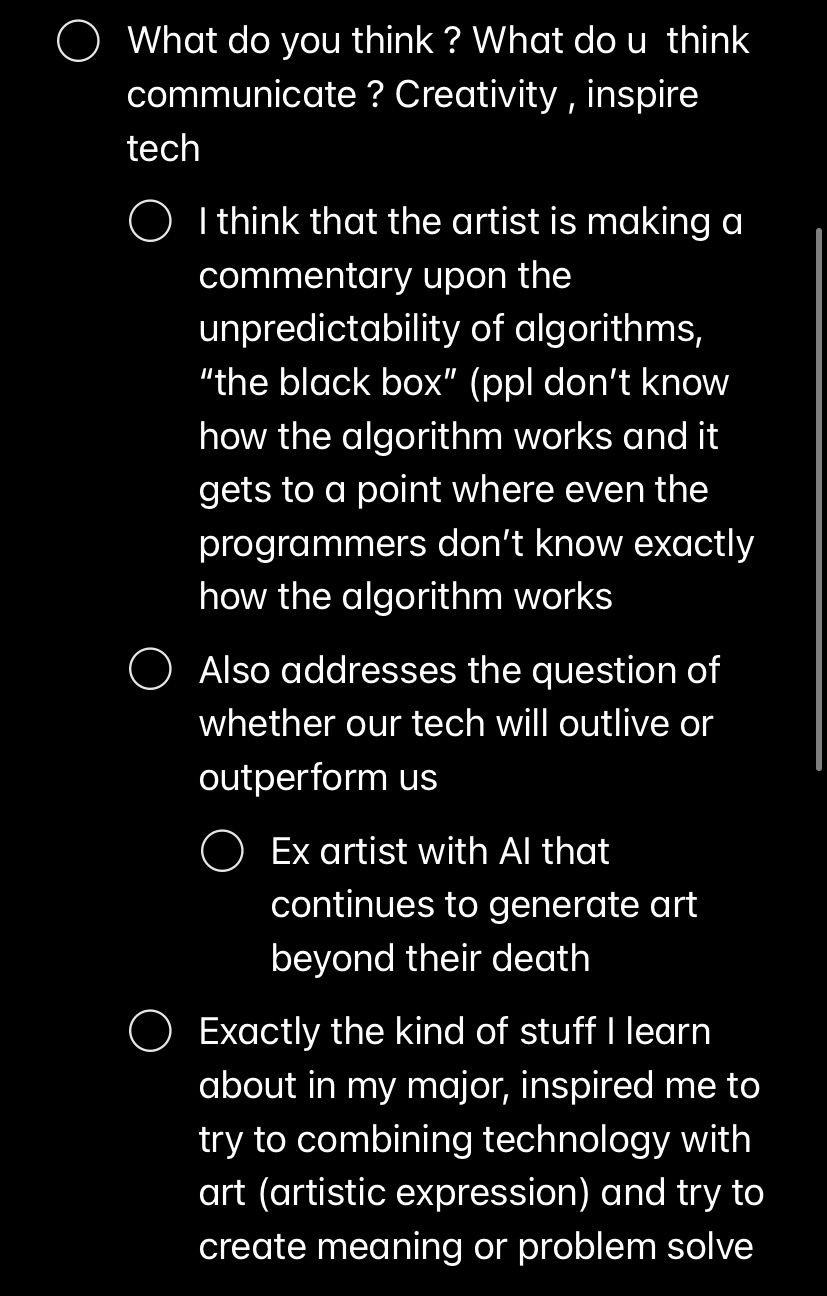 What do you think ? What do u  think
communicate ? Creativity , inspire
tech
I think that the artist is making a
commentary upon the
unpredictability of algorithms,
“the black box” (ppl don’t know
how the algorithm works and it
gets to a point where even the
programmers don’t know exactly
how the algorithm works
Also addresses the question of
whether our tech will outlive or
outperform us
Ex artist with AI that
continues to generate art
beyond their death
Exactly the kind of stuff I learn
about in my major, inspired me to
try to combining technology with
art (artistic expression) and try to
create meaning or problem solve